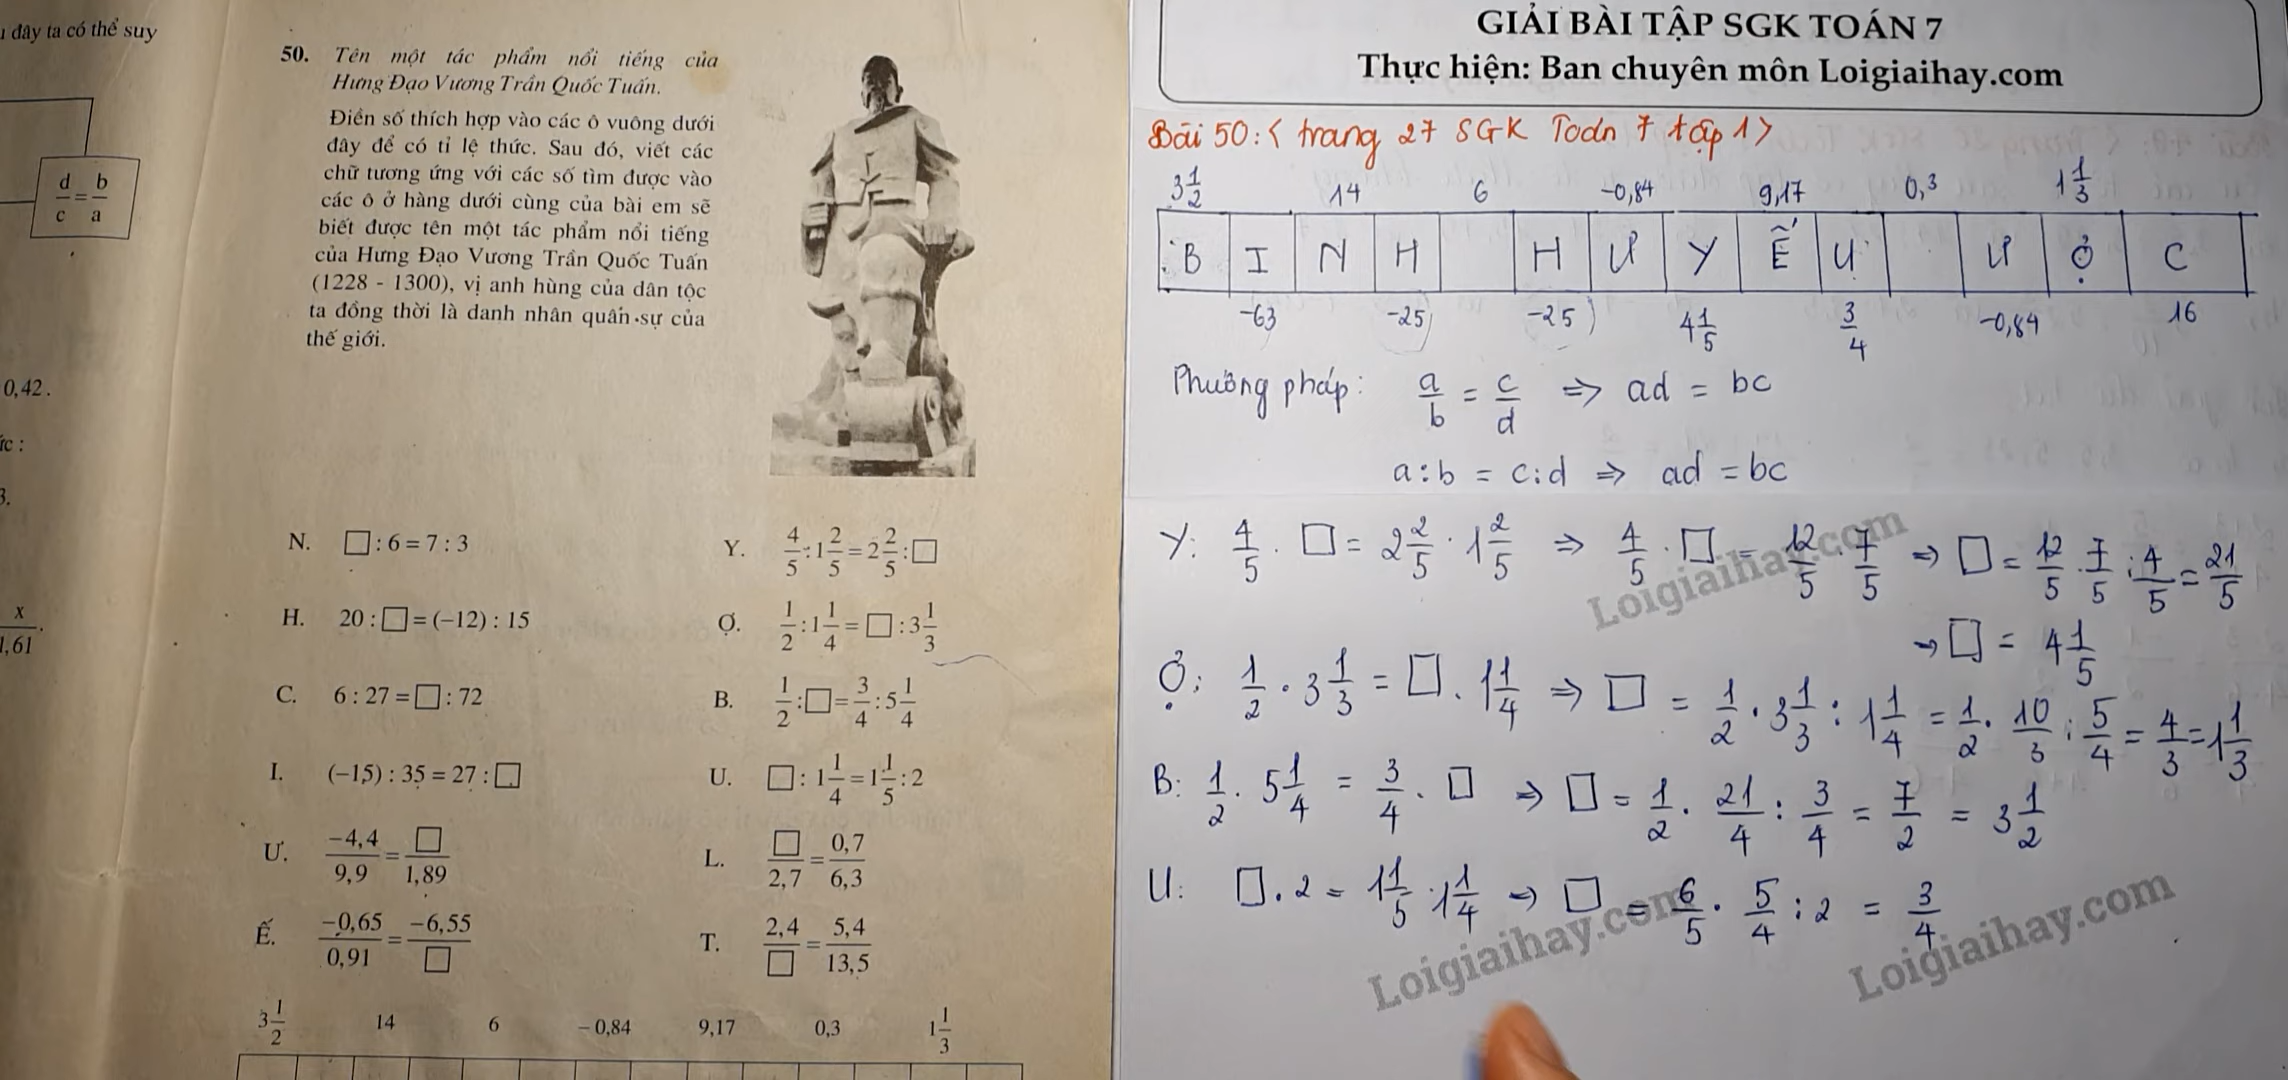 u đây ta có thể suy
d/c = b/a
0,42.
ức :
3.
x/1,61.
50. Tên một tác phẩm nổi tiếng của
Hưng Đạo Vương Trần Quốc Tuấn.
Điền số thích hợp vào các ô vuông dưới
đây để có tỉ lệ thức. Sau đó, viết các
chữ tương ứng với các số tìm được vào
các ô ở hàng dưới cùng của bài em sẽ
biết được tên một tác phẩm nổi tiếng
của Hưng Đạo Vương Trần Quốc Tuấn
(1228 - 1300), vị anh hùng của dân tộc
ta đồng thời là danh nhân quân sự của
thế giới.
N. □ : 6 = 7 : 3
Y. 4/5 : 1 2/5 = 2 2/5 : □
H. 20 : □ = (−12) : 15
Ợ. 1/2 : 1 1/4 = □ : 3 1/3
C. 6 : 27 = □ : 72
B. 1/2 : □ = 3/4 : 5 1/4
I. (−15) : 35 = 27 : □
U. □ : 1 1/4 = 1 1/5 : 2
Ư. −4,4/9,9 = □/1,89
L. □/2,7 = 0,7/6,3
Ế. −0,65/0,91 = −6,55/□
T. 2,4/□ = 5,4/13,5
3 1/2 14 6 −0,84 9,17 0,3 1 1/3
GIẢI BÀI TẬP SGK TOÁN 7
Thực hiện: Ban chuyên môn Loigiaihay.com
Bài 50: < trang 27 SGK Toán 7 tập 1>
3 1/2 14 6 -0,84 9,17 0,3 1 1/3
B I N H H Ư Y Ế U Ư Ợ C
-63 -25 -25 4 1/5 3/4 -0,84 16
Phương pháp: a/b = c/d ⇒ ad = bc
a : b = c : d ⇒ ad = bc
Y: 4/5 . □ = 2 2/5 . 1 2/5 ⇒ 4/5 . □ = 12/5 . 7/5 ⇒ □ = 12/5 . 7/5 : 4/5 = 21/5
⇒ □ = 4 1/5
Ợ: 1/2 . 3 1/3 = □ . 1 1/4 ⇒ □ = 1/2 . 3 1/3 : 1 1/4 = 1/2 . 10/3 : 5/4 = 4/3 = 1 1/3
B: 1/2 . 5 1/4 = 3/4 . □ ⇒ □ = 1/2 . 21/4 : 3/4 = 7/2 = 3 1/2
U: □ . 2 = 1 1/5 . 1 1/4 ⇒ □ = 6/5 . 5/4 : 2 = 3/4
Loigiaihay.com
Loigiaihay.com
Loigiaihay.com